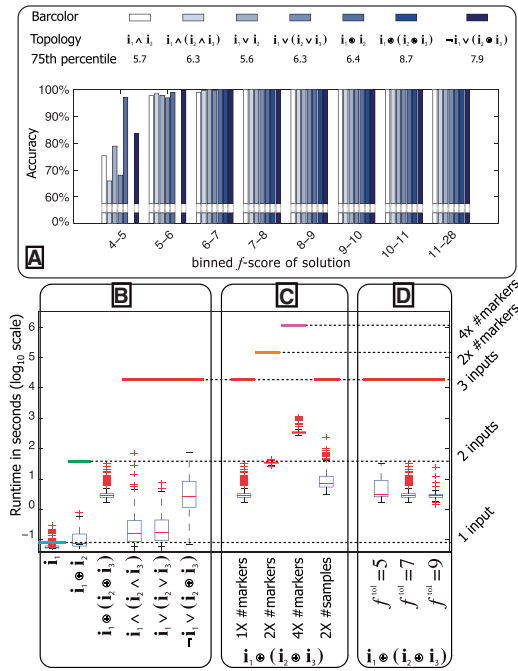 Barcolor
Topology i₁ ∧ i₂ i₁ ∧ ( i₂ ∧ i₃ ) i₁ ∨ i₂ i₁ ∨ ( i₂ ∨ i₃ ) i₁ ⊕ i₂ i₁ ⊕ ( i₂ ⊕ i₃ ) ¬ i₁ ∨ ( i₂ ⊕ i₃ )
75th percentile 5.7 6.3 5.6 6.3 6.4 8.7 7.9
Accuracy
100%
90%
80%
70%
60%
0%
4–5 5–6 6–7 7–8 8–9 9–10 10–11 11–28
binned f-score of solution
A
B C D
Runtime in seconds (log₁₀ scale)
6
5
4
3
2
1
0
−1
4x #markers
2x #markers
3 inputs
2 inputs
1 input
i₁
i₁ ⊕ i₂
i₁ ⊕ ( i₂ ⊕ i₃ )
i₁ ∧ ( i₂ ∧ i₃ )
i₁ ∨ ( i₂ ∨ i₃ )
¬ i₁ ∨ ( i₂ ⊕ i₃ )
1X #markers
2X #markers
4X #markers
2X #samples
i₁ ⊕ ( i₂ ⊕ i₃ )
f^tol = 5
f^tol = 7
f^tol = 9
i₁ ⊕ ( i₂ ⊕ i₃ )